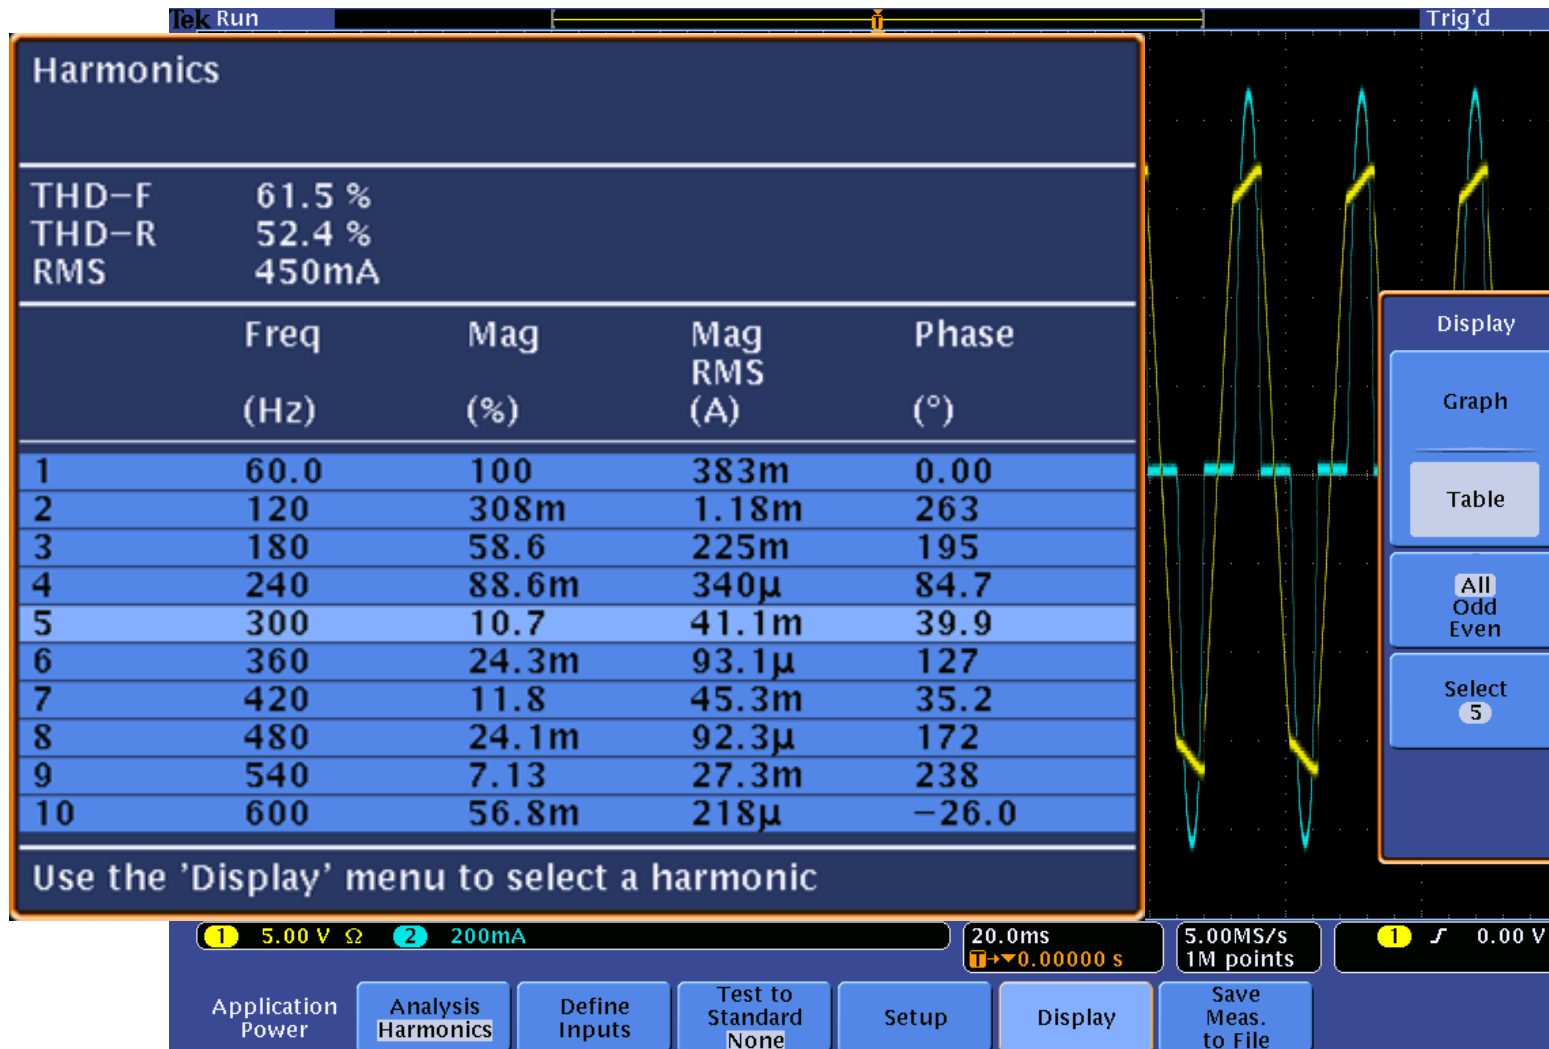 Tek Run
Trig'd
T
Harmonics
THD-F 61.5 %
THD-R 52.4 %
RMS 450mA
Freq Mag Mag Phase
RMS
(Hz) (%) (A) (°)
1 60.0 100 383m 0.00
2 120 308m 1.18m 263
3 180 58.6 225m 195
4 240 88.6m 340µ 84.7
5 300 10.7 41.1m 39.9
6 360 24.3m 93.1µ 127
7 420 11.8 45.3m 35.2
8 480 24.1m 92.3µ 172
9 540 7.13 27.3m 238
10 600 56.8m 218µ -26.0
Use the 'Display' menu to select a harmonic
Display
Graph
Table
All
Odd
Even
Select
5
1 5.00 V Ω 2 200mA
20.0ms
T→▼0.00000 s
5.00MS/s
1M points
1 0.00 V
Application
Power
Analysis
Harmonics
Define
Inputs
Test to
Standard
None
Setup
Display
Save
Meas.
to File